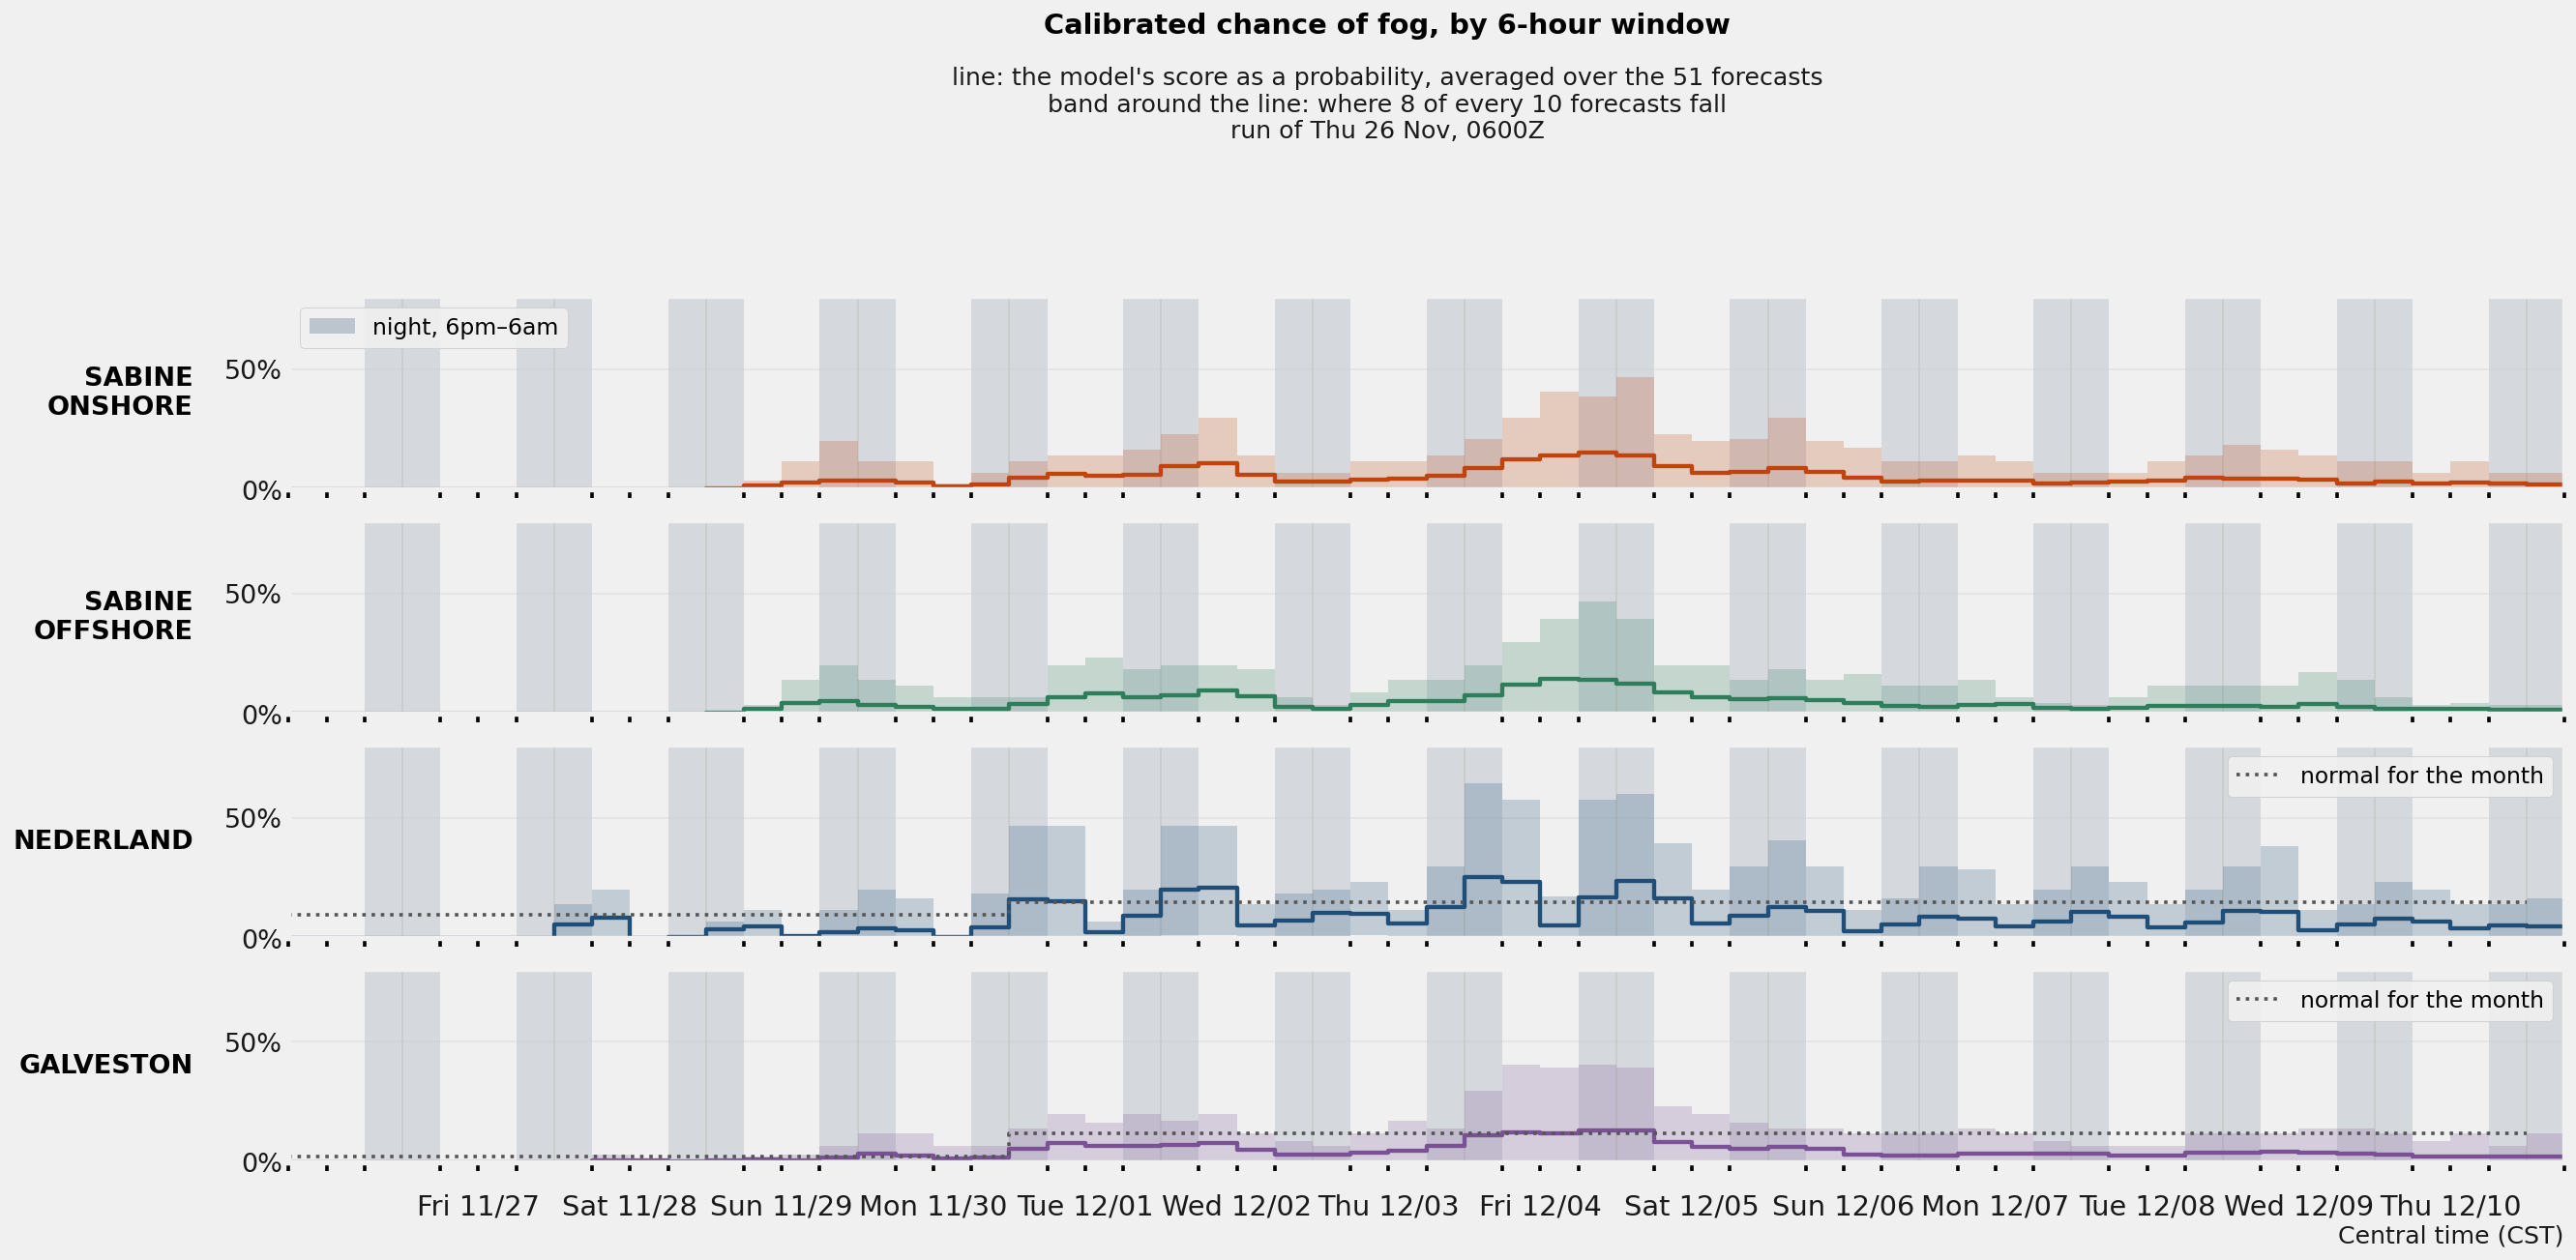 Calibrated chance of fog, by 6-hour window
line: the model's score as a probability, averaged over the 51 forecasts
band around the line: where 8 of every 10 forecasts fall
run of Thu 26 Nov, 0600Z
night, 6pm–6am
SABINE
ONSHORE
50%
0%
SABINE
OFFSHORE
50%
0%
normal for the month
NEDERLAND
50%
0%
normal for the month
GALVESTON
50%
0%
Fri 11/27 Sat 11/28 Sun 11/29 Mon 11/30 Tue 12/01 Wed 12/02 Thu 12/03 Fri 12/04 Sat 12/05 Sun 12/06 Mon 12/07 Tue 12/08 Wed 12/09 Thu 12/10
Central time (CST)